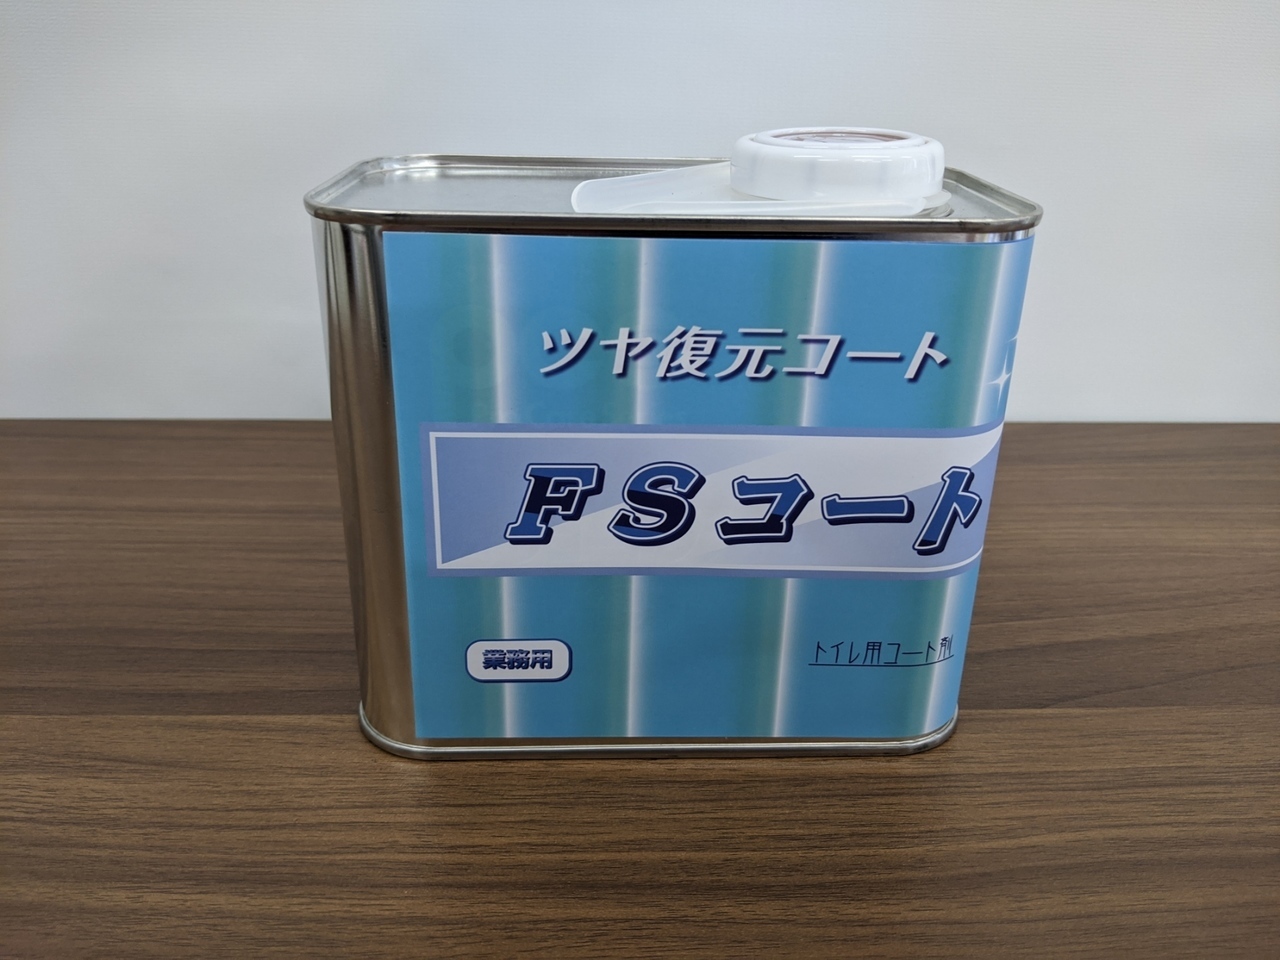 ツヤ復元コート
FSコート
業務用
トイレ用コート剤